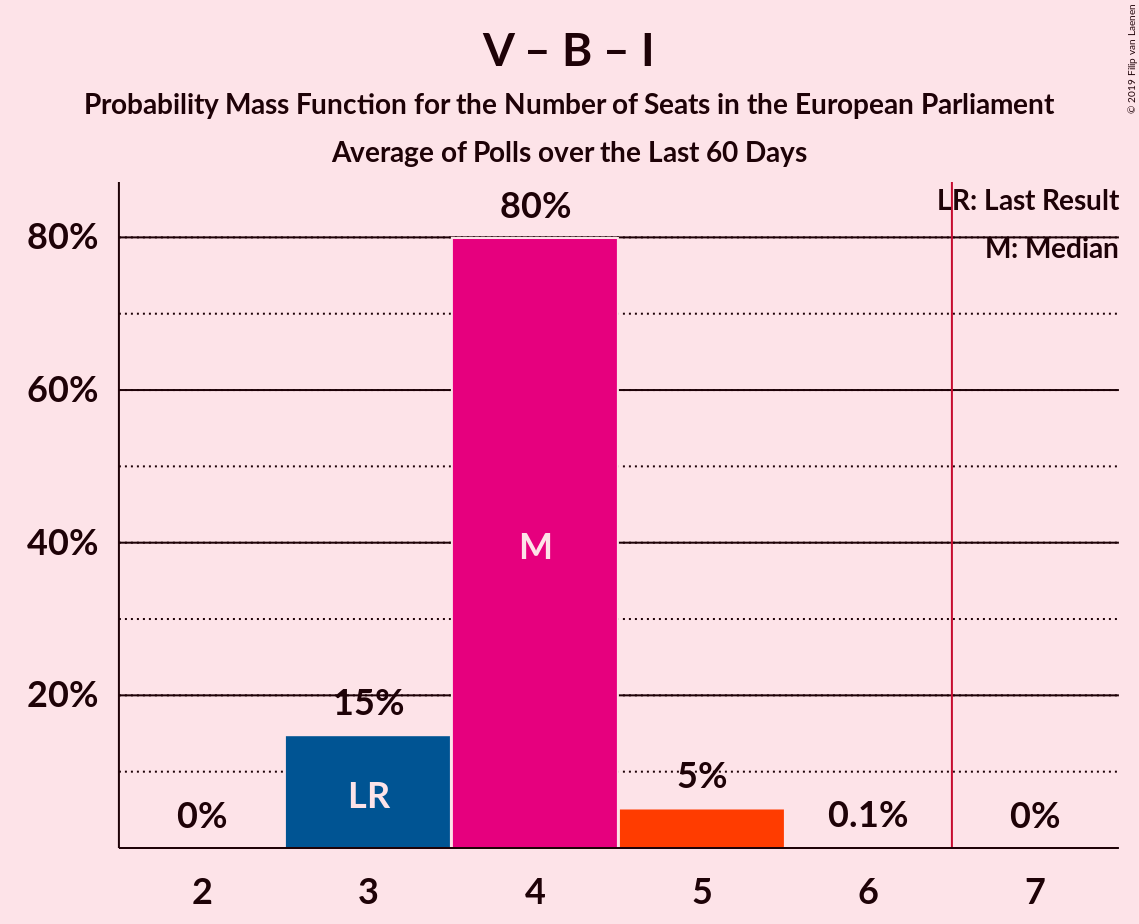 V – B – I
Probability Mass Function for the Number of Seats in the European Parliament
Average of Polls over the Last 60 Days
© 2019 Filip van Laenen
LR: Last Result
M: Median
80%
60%
40%
20%
0%
15%
80%
5%
0.1%
0%
LR
M
2
3
4
5
6
7